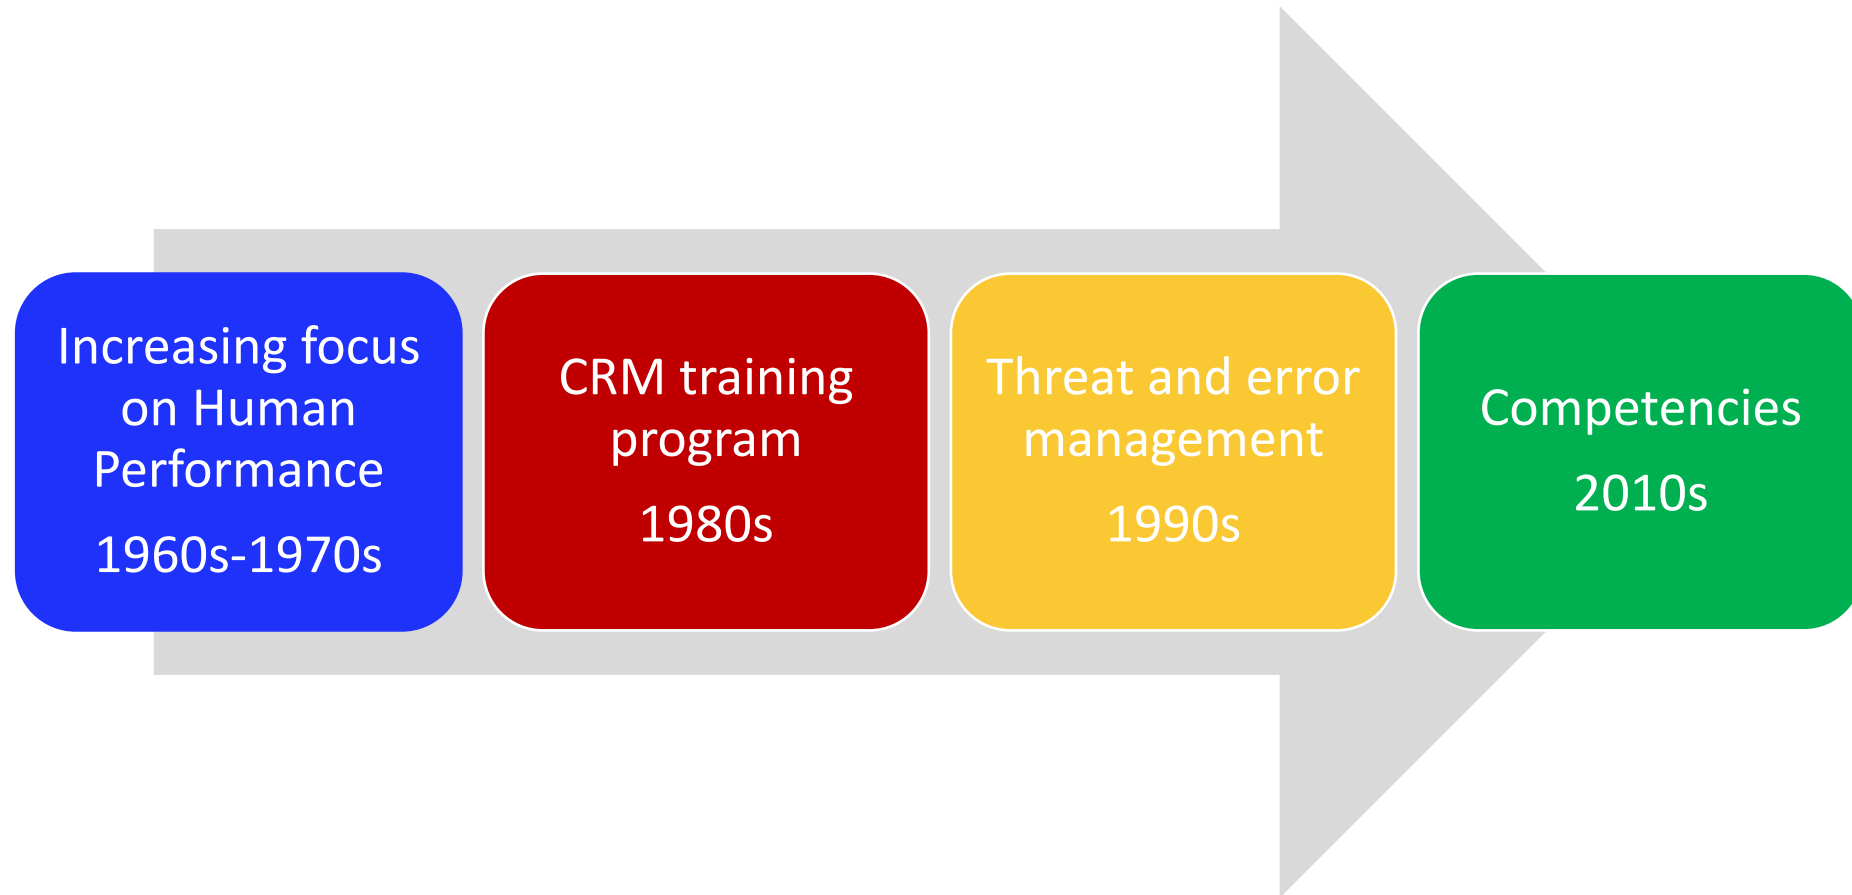 Increasing focus
on Human
Performance
1960s-1970s
CRM training
program
1980s
Threat and error
management
1990s
Competencies
2010s